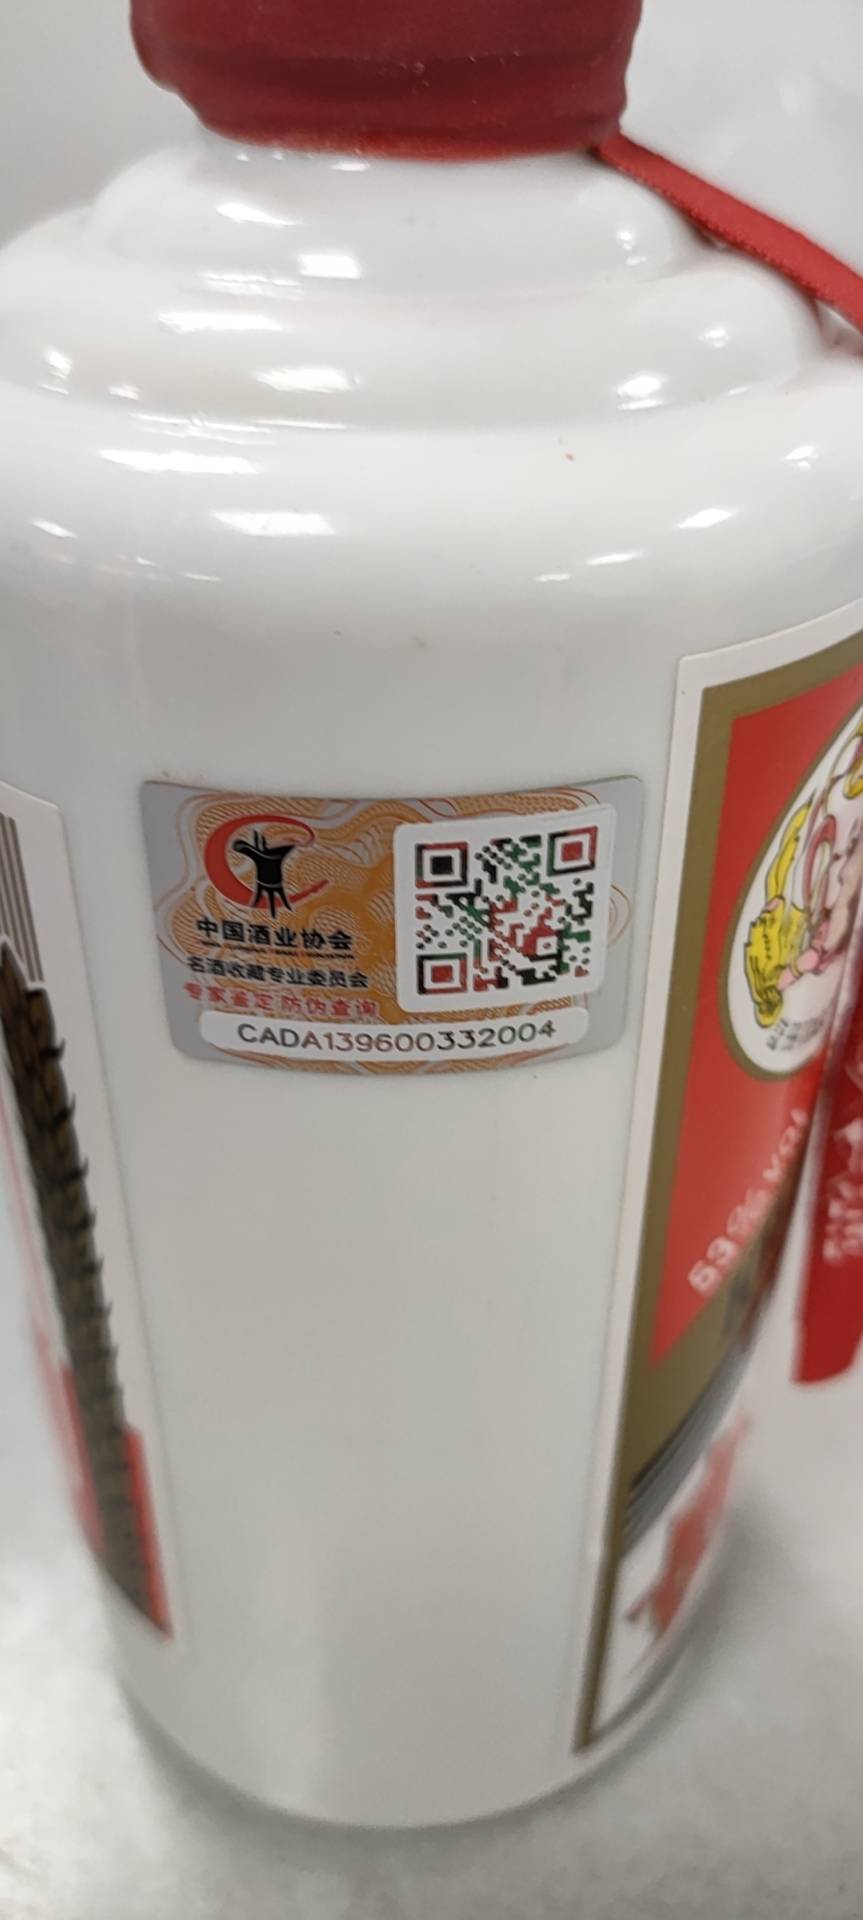 中国酒业协会
名酒收藏专业委员会
专家鉴定 防伪查询
CADA139600332004
53% vol